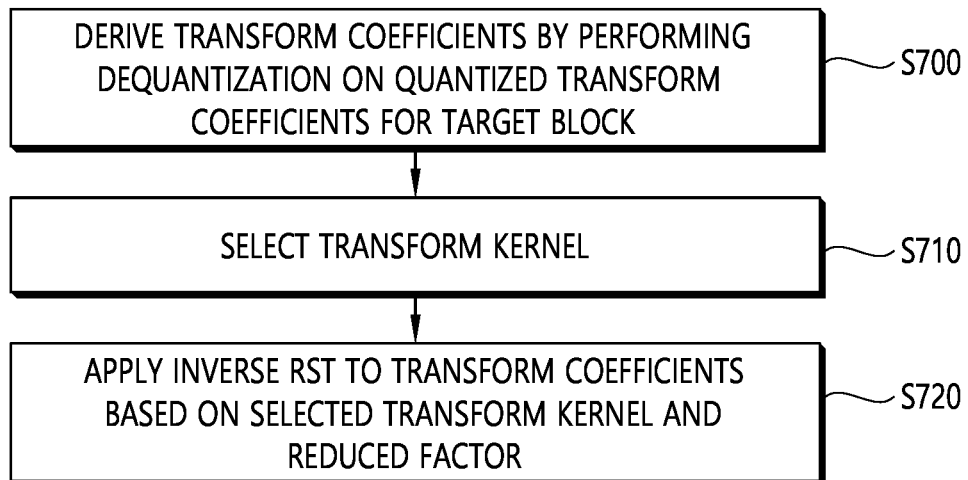 DERIVE TRANSFORM COEFFICIENTS BY PERFORMING
DEQUANTIZATION ON QUANTIZED TRANSFORM
COEFFICIENTS FOR TARGET BLOCK
S700
SELECT TRANSFORM KERNEL
S710
APPLY INVERSE RST TO TRANSFORM COEFFICIENTS
BASED ON SELECTED TRANSFORM KERNEL AND
REDUCED FACTOR
S720